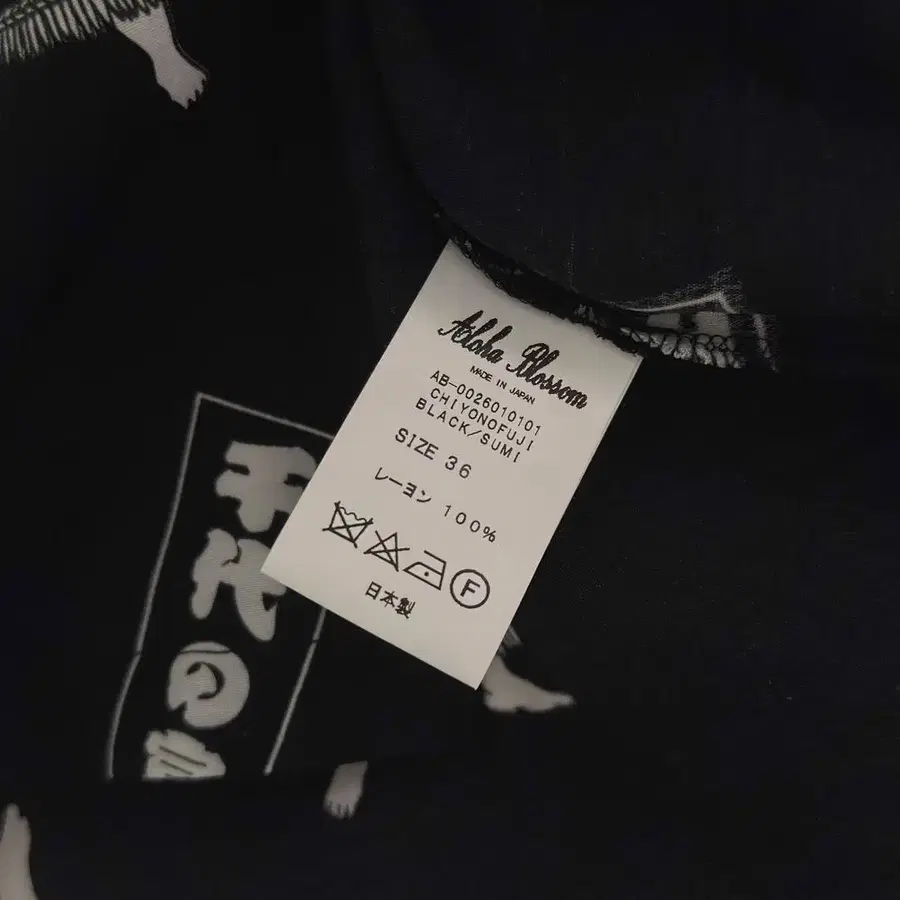 Aloha Blossom
MADE IN JAPAN
AB-0026010101
CHIYONOFUJI
BLACK/SUMI
SIZE 36
レーヨン 100%
F
日本製
千代の